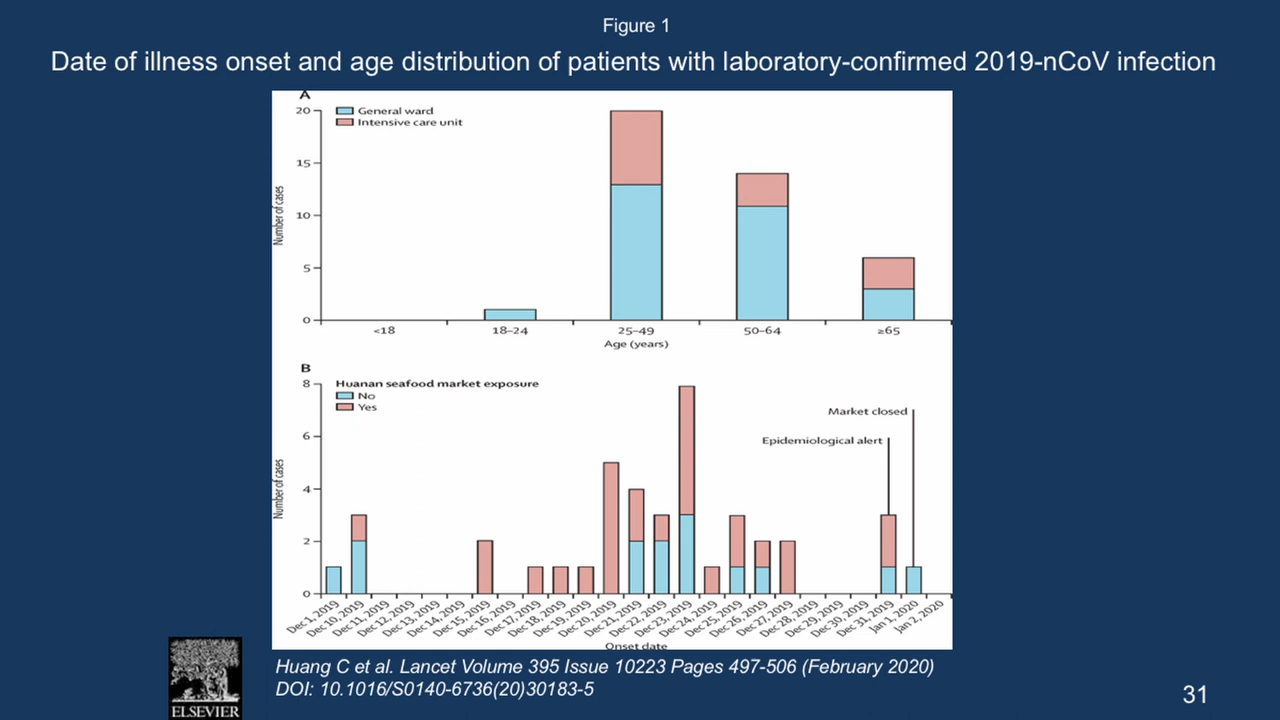 Figure 1
Date of illness onset and age distribution of patients with laboratory-confirmed 2019-nCoV infection
A
General ward
Intensive care unit
20
15
10
5
0
Number of cases
<18
18–24
25–49
50–64
≥65
Age (years)
B
Huanan seafood market exposure
No
Yes
8
6
4
2
0
Number of cases
Market closed
Epidemiological alert
Dec 1, 2019
Dec 10, 2019
Dec 11, 2019
Dec 12, 2019
Dec 13, 2019
Dec 14, 2019
Dec 15, 2019
Dec 16, 2019
Dec 17, 2019
Dec 18, 2019
Dec 19, 2019
Dec 20, 2019
Dec 21, 2019
Dec 22, 2019
Dec 23, 2019
Dec 24, 2019
Dec 25, 2019
Dec 26, 2019
Dec 27, 2019
Dec 28, 2019
Dec 29, 2019
Dec 30, 2019
Dec 31, 2019
Jan 1, 2020
Jan 2, 2020
Onset date
Huang C et al. Lancet Volume 395 Issue 10223 Pages 497-506 (February 2020)
DOI: 10.1016/S0140-6736(20)30183-5
ELSEVIER
31